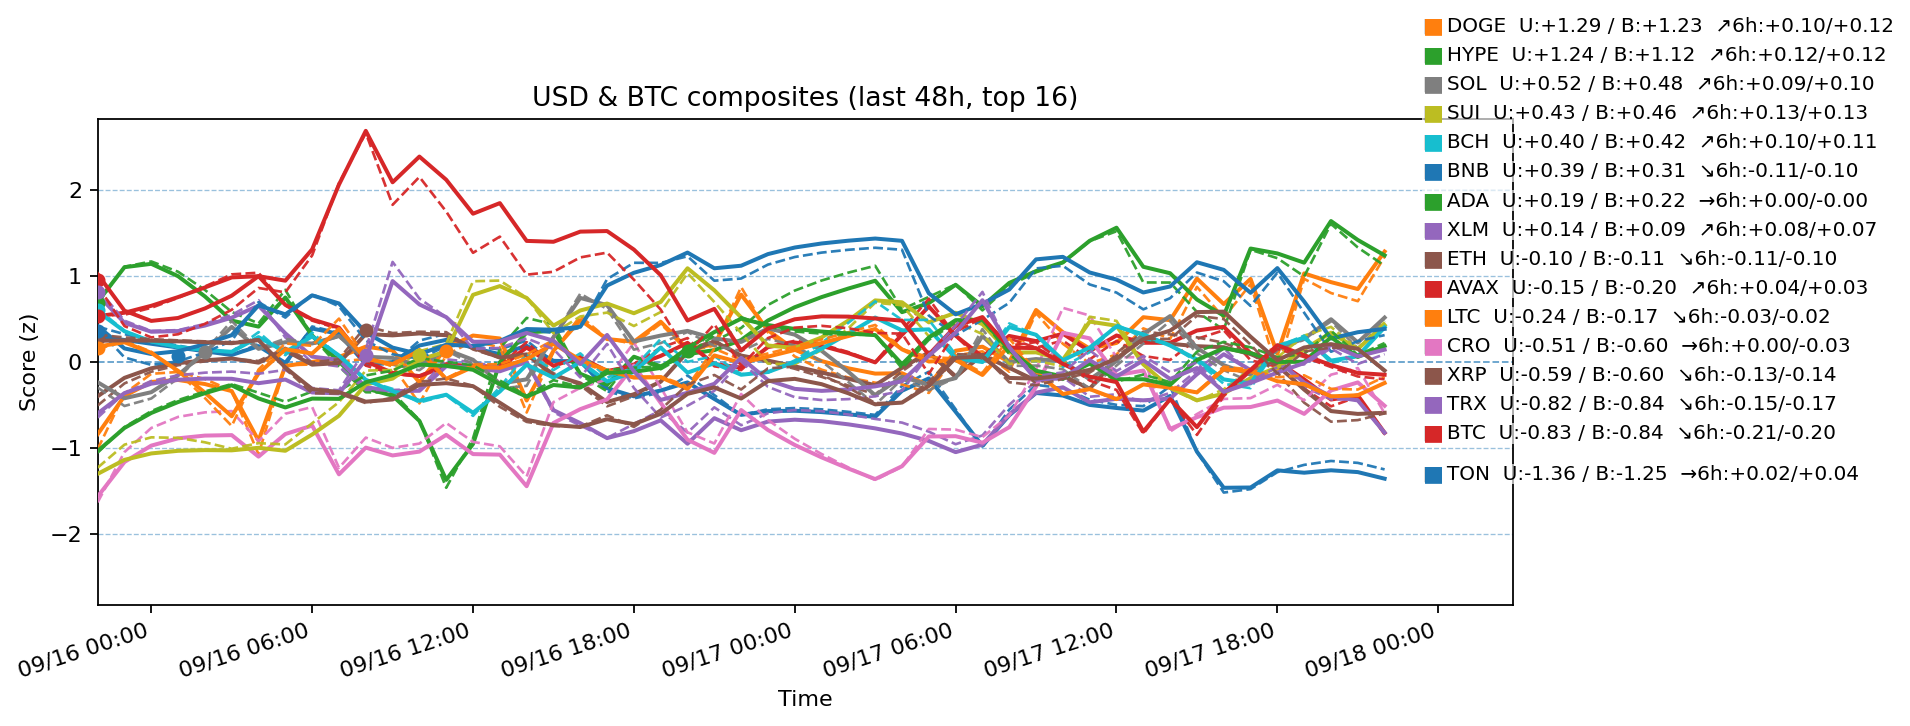 DOGE  U:+1.29 / B:+1.23  ↗6h:+0.10/+0.12
HYPE  U:+1.24 / B:+1.12  ↗6h:+0.12/+0.12
SOL  U:+0.52 / B:+0.48  ↗6h:+0.09/+0.10
SUI  U:+0.43 / B:+0.46  ↗6h:+0.13/+0.13
BCH  U:+0.40 / B:+0.42  ↗6h:+0.10/+0.11
BNB  U:+0.39 / B:+0.31  ↘6h:-0.11/-0.10
ADA  U:+0.19 / B:+0.22  →6h:+0.00/-0.00
XLM  U:+0.14 / B:+0.09  ↗6h:+0.08/+0.07
ETH  U:-0.10 / B:-0.11  ↘6h:-0.11/-0.10
AVAX  U:-0.15 / B:-0.20  ↗6h:+0.04/+0.03
LTC  U:-0.24 / B:-0.17  ↘6h:-0.03/-0.02
CRO  U:-0.51 / B:-0.60  →6h:+0.00/-0.03
XRP  U:-0.59 / B:-0.60  ↘6h:-0.13/-0.14
TRX  U:-0.82 / B:-0.84  ↘6h:-0.15/-0.17
BTC  U:-0.83 / B:-0.84  ↘6h:-0.21/-0.20
TON  U:-1.36 / B:-1.25  →6h:+0.02/+0.04
USD & BTC composites (last 48h, top 16)
Score (z)
2
1
0
−1
−2
09/16 00:00
09/16 06:00
09/16 12:00
09/16 18:00
09/17 00:00
09/17 06:00
09/17 12:00
09/17 18:00
09/18 00:00
Time